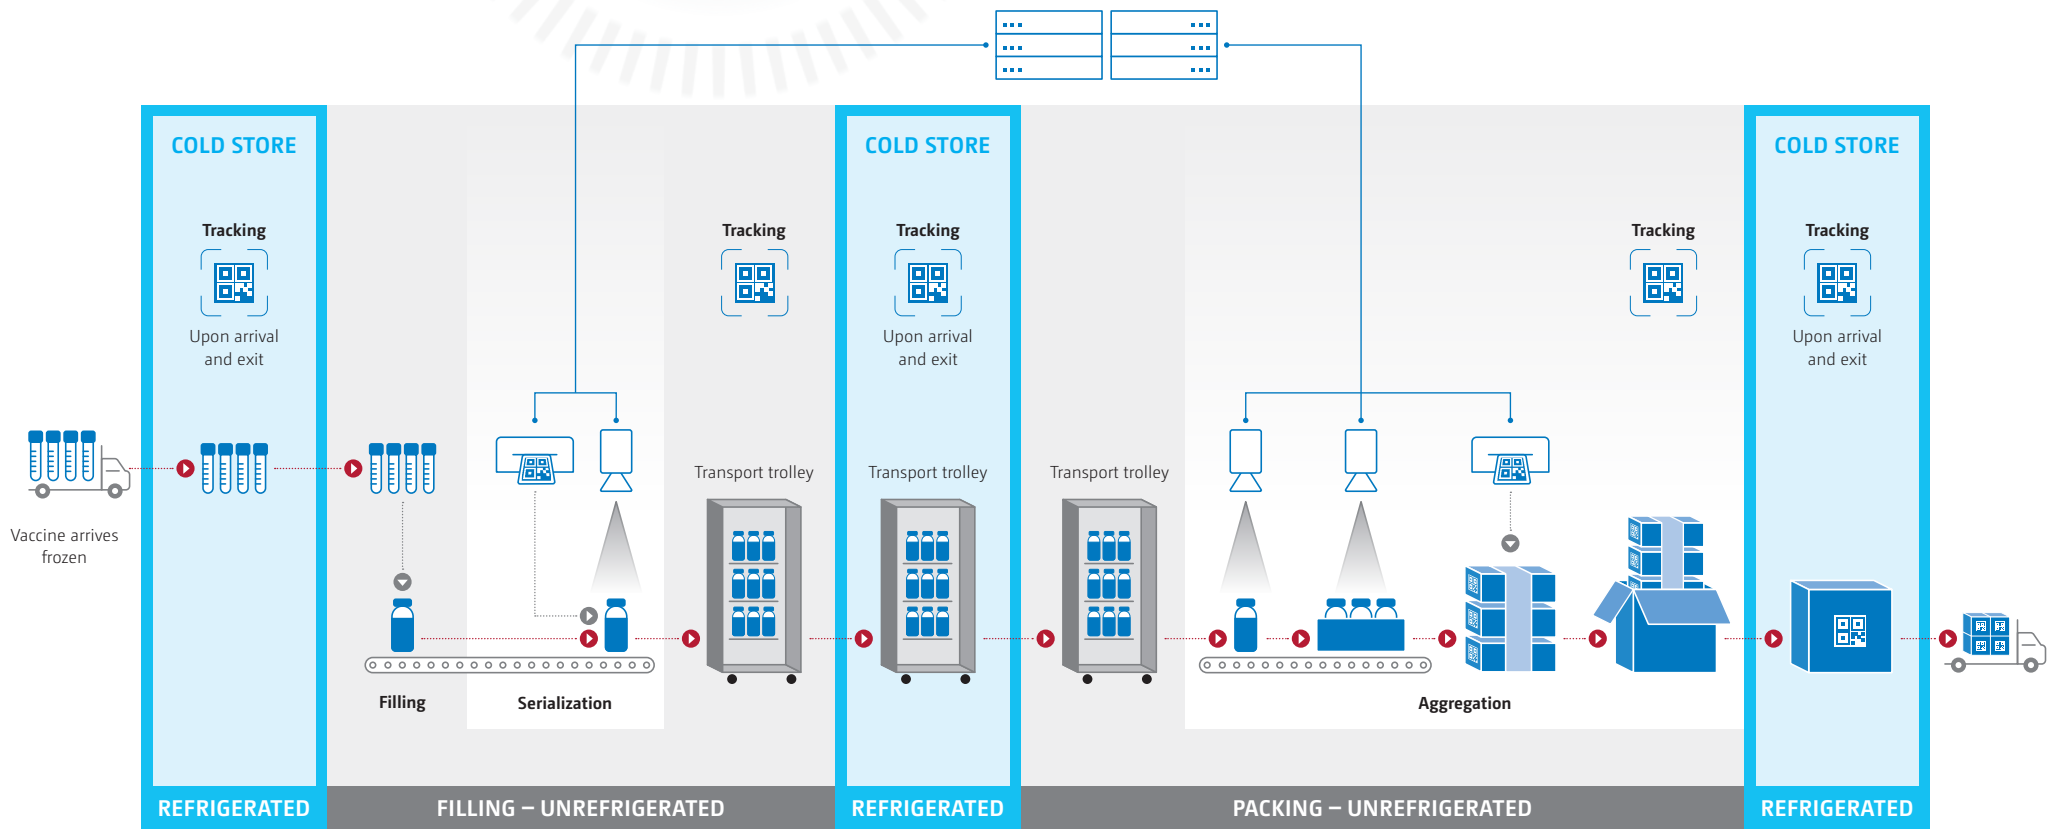 COLD STORE
COLD STORE
COLD STORE
Tracking
Tracking
Tracking
Tracking
Tracking
Upon arrival
and exit
Upon arrival
and exit
Upon arrival
and exit
Transport trolley
Transport trolley
Transport trolley
Vaccine arrives
frozen
Filling
Serialization
Aggregation
REFRIGERATED
FILLING – UNREFRIGERATED
REFRIGERATED
PACKING – UNREFRIGERATED
REFRIGERATED